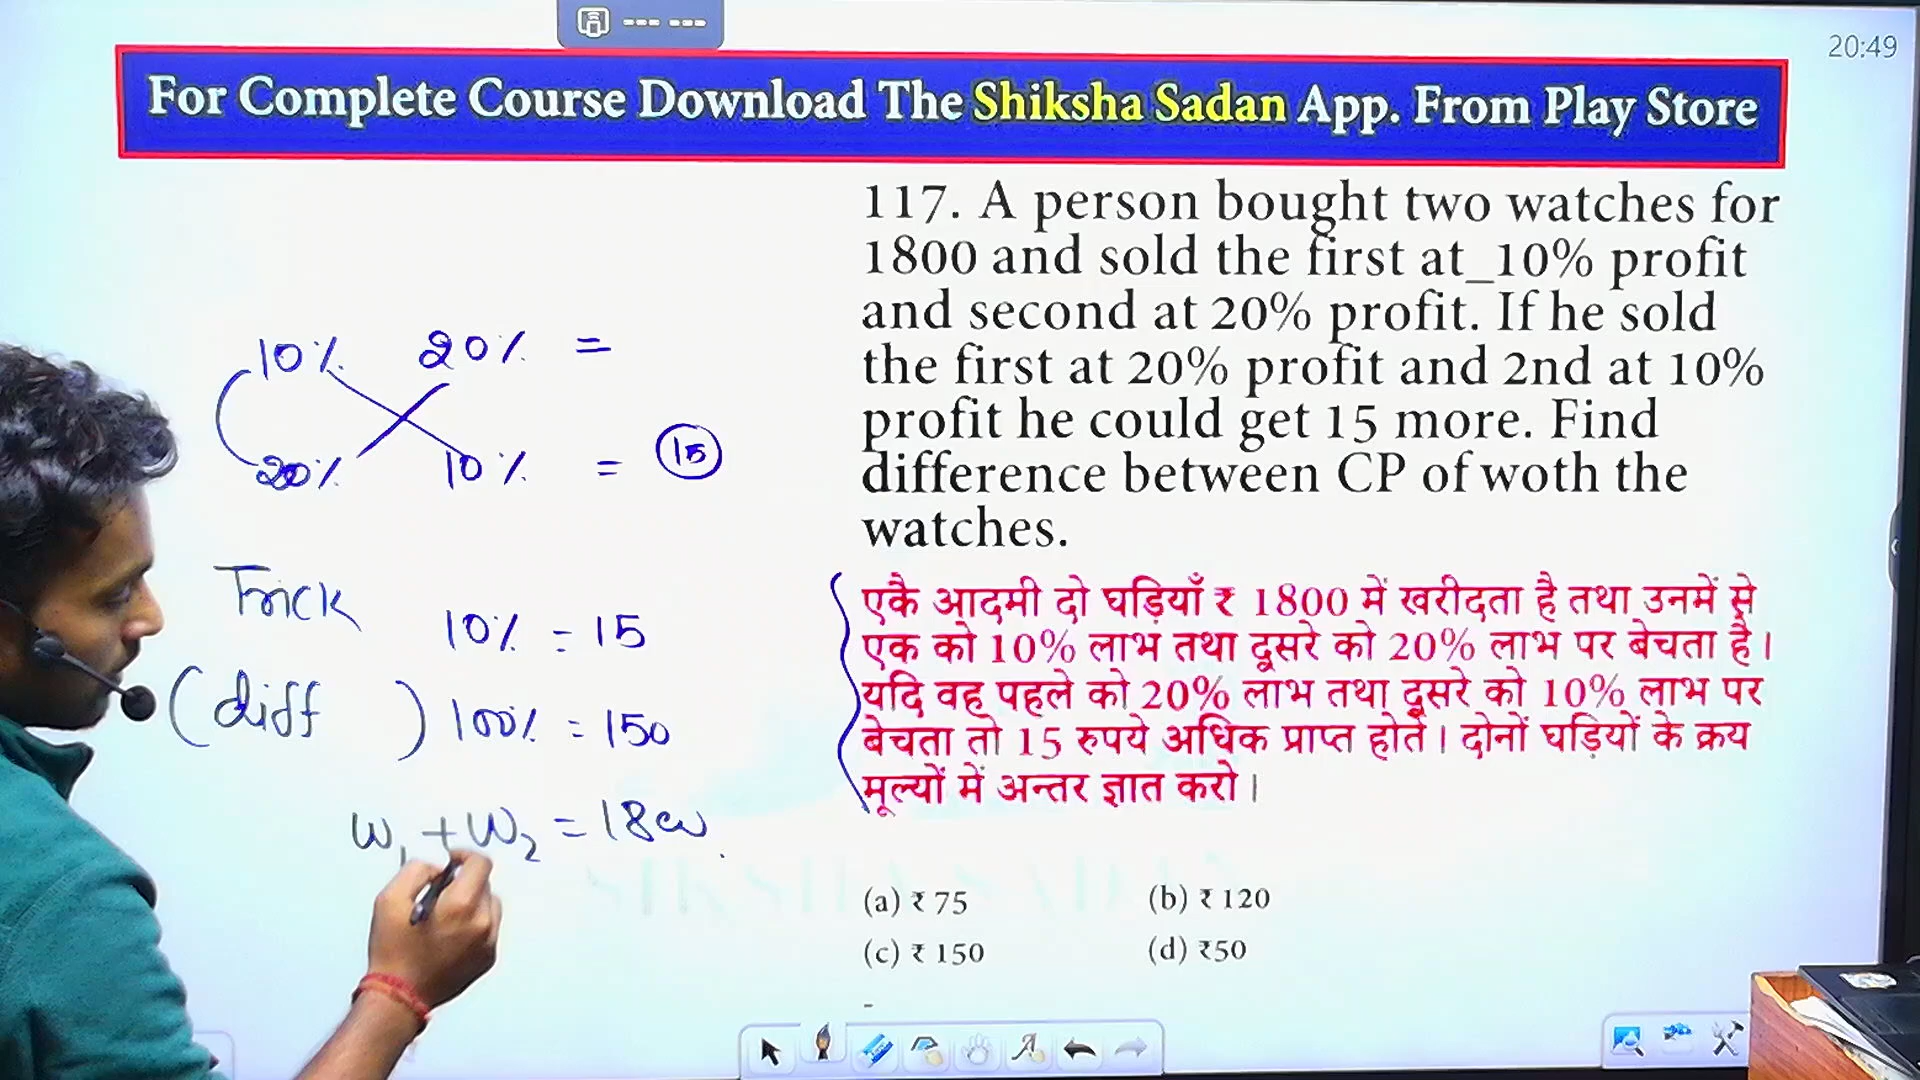 20:49
For Complete Course Download The Shiksha Sadan App. From Play Store
117. A person bought two watches for
1800 and sold the first at_10% profit
and second at 20% profit. If he sold
the first at 20% profit and 2nd at 10%
profit he could get 15 more. Find
difference between CP of woth the
watches.
एकै आदमी दो घड़ियाँ ₹ 1800 में खरीदता है तथा उनमें से
एक को 10% लाभ तथा दूसरे को 20% लाभ पर बेचता है।
यदि वह पहले को 20% लाभ तथा दूसरे को 10% लाभ पर
बेचता तो 15 रुपये अधिक प्राप्त होते। दोनों घड़ियों के क्रय
मूल्यों में अन्तर ज्ञात करो।
(a) ₹ 75 (b) ₹ 120
(c) ₹ 150 (d) ₹50
10% 20% =
20% 10% = 15
Trick
10% = 15
(diff) 100% = 150
W1 + W2 = 1800